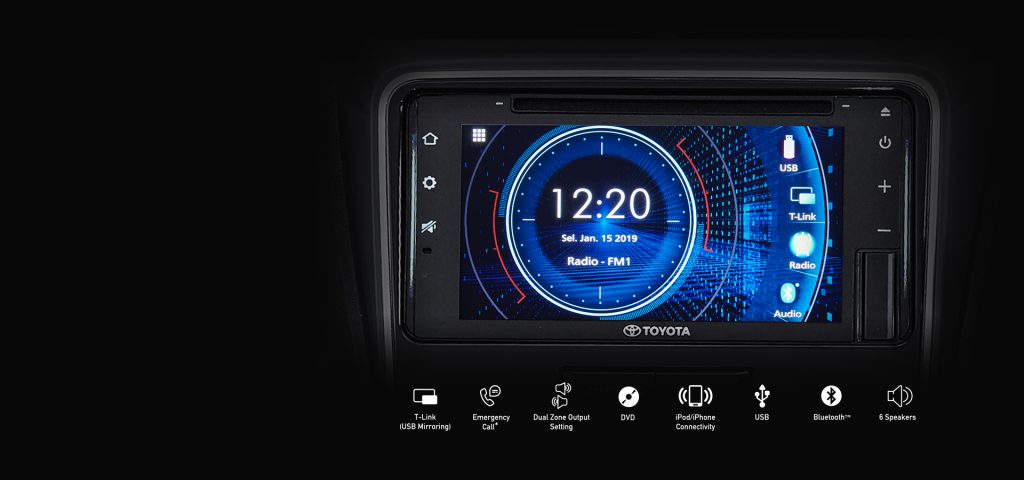 12:20
Sel. Jan. 15 2019
Radio - FM1
USB
T-Link
Radio
Audio
TOYOTA
T-Link
(USB Mirroring)
Emergency
Call*
Dual Zone Output
Setting
DVD
iPod/iPhone
Connectivity
USB
Bluetooth™
6 Speakers